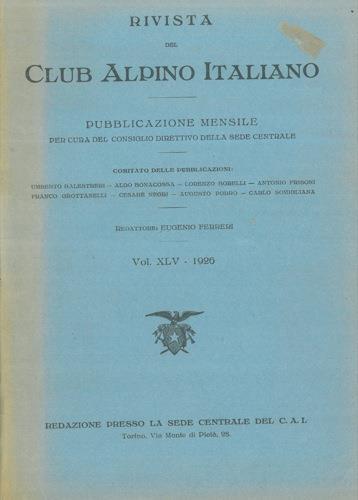 RIVISTA
DEL
CLUB ALPINO ITALIANO
PUBBLICAZIONE MENSILE
PER CURA DEL CONSIGLIO DIRETTIVO DELLA SEDE CENTRALE
COMITATO DELLE PUBBLICAZIONI:
UMBERTO BALESTRERI — ALDO BONACOSSA — LORENZO BORELLI — ANTONIO FRISONI
FRANCO GROTTANELLI — CESARE NEGRI — AUGUSTO PORRO — CARLO SOMIGLIANA
REDATTORE: EUGENIO FERRERI
Vol. XLV - 1926
REDAZIONE PRESSO LA SEDE CENTRALE DEL C. A. I.
Torino, Via Monte di Pietà, 28.